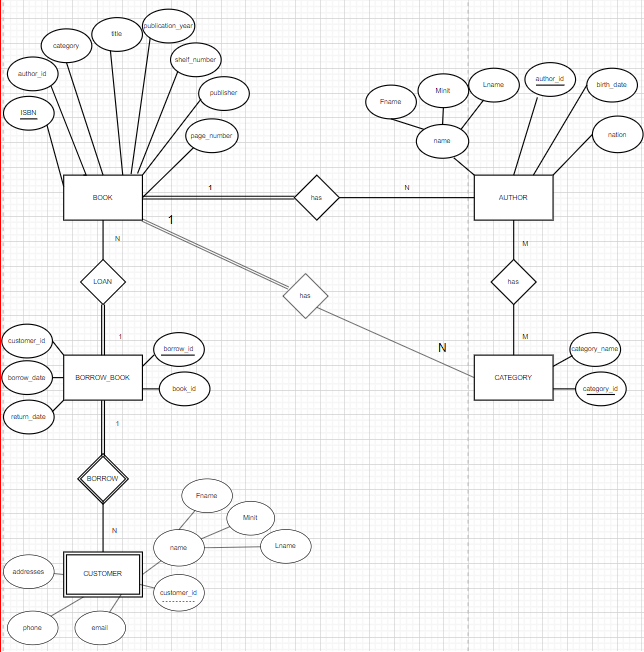 publication_year
title
category
shelf_number
author_id
publisher
ISBN
page_number
Fname
Minit
Lname
author_id
birth_date
name
nation
BOOK
1
has
N
AUTHOR
1
N
M
LOAN
has
has
1
M
N
customer_id
borrow_id
category_name
borrow_date
BORROW_BOOK
book_id
CATEGORY
category_id
return_date
1
BORROW
Fname
Minit
N
name
Lname
addresses
CUSTOMER
customer_id
phone
email